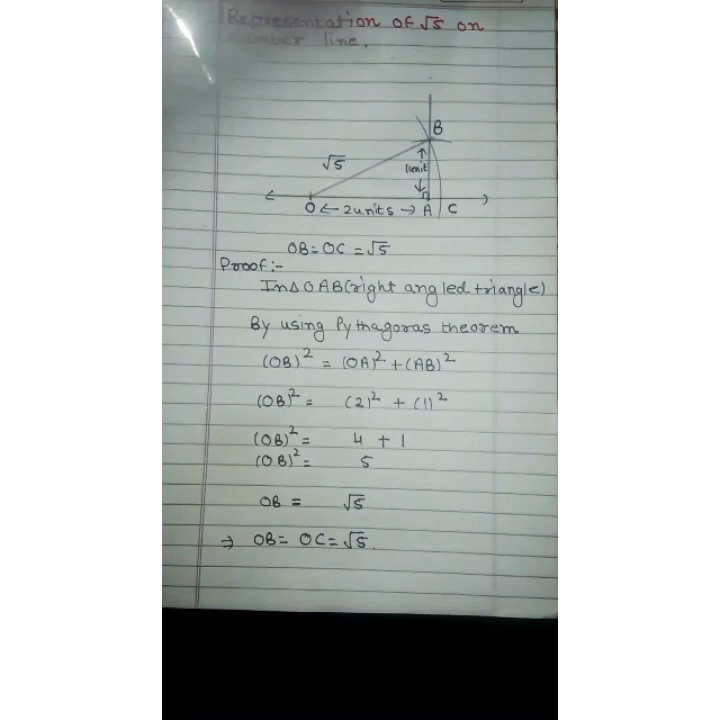 Representation of √5 on
number line.
B
√5
1unit
O ← 2units → A C
OB = OC = √5
Proof:-
In △ OAB (right angled triangle)
By using Pythagoras theorem
(OB)² = (OA)² + (AB)²
(OB)² = (2)² + (1)²
(OB)² = 4 + 1
(OB)² = 5
OB = √5
⇒ OB = OC = √5.